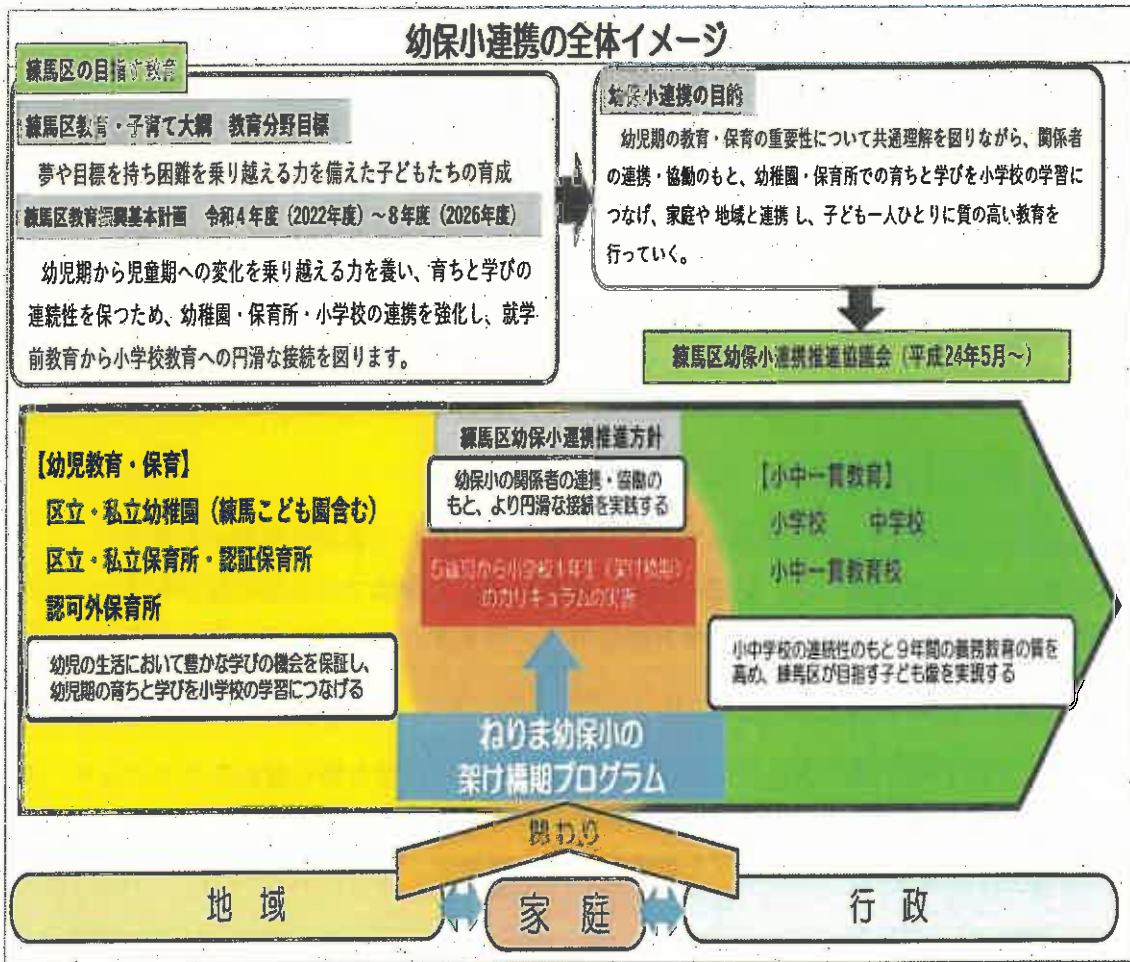 幼保小連携の全体イメージ
練馬区の目指す教育
練馬区教育・子育て大綱 教育分野目標
夢や目標を持ち困難を乗り越える力を備えた子どもたちの育成
練馬区教育振興基本計画 令和4年度(2022年度)~8年度(2026年度)
幼児期から児童期への変化を乗り越える力を養い、育ちと学びの
連続性を保つため、幼稚園・保育所・小学校の連携を強化し、就学
前教育から小学校教育への円滑な接続を図ります。
幼保小連携の目的
幼児期の教育・保育の重要性について共通理解を図りながら、関係者
の連携・協働のもと、幼稚園・保育所での育ちと学びを小学校の学習に
つなげ、家庭や 地域と連携 し、子ども一人ひとりに質の高い教育を
行っていく。
練馬区幼保小連携推進協議会(平成24年5月~)
【幼児教育・保育】
区立・私立幼稚園(練馬こども園含む)
区立・私立保育所・認証保育所
認可外保育所
幼児の生活において豊かな学びの機会を保証し、
幼児期の育ちと学びを小学校の学習につなげる
練馬区幼保小連携推進方針
幼保小の関係者の連携・協働の
もと、より円滑な接続を実践する
5歳児から小学校1年生(架け橋期)
のカリキュラムの実施
ねりま幼保小の
架け橋期プログラム
【小中一貫教育】
小学校 中学校
小中一貫教育校
小中学校の連続性のもと9年間の義務教育の質を
高め、練馬区が目指す子ども像を実現する
関わり
地域
家庭
行政